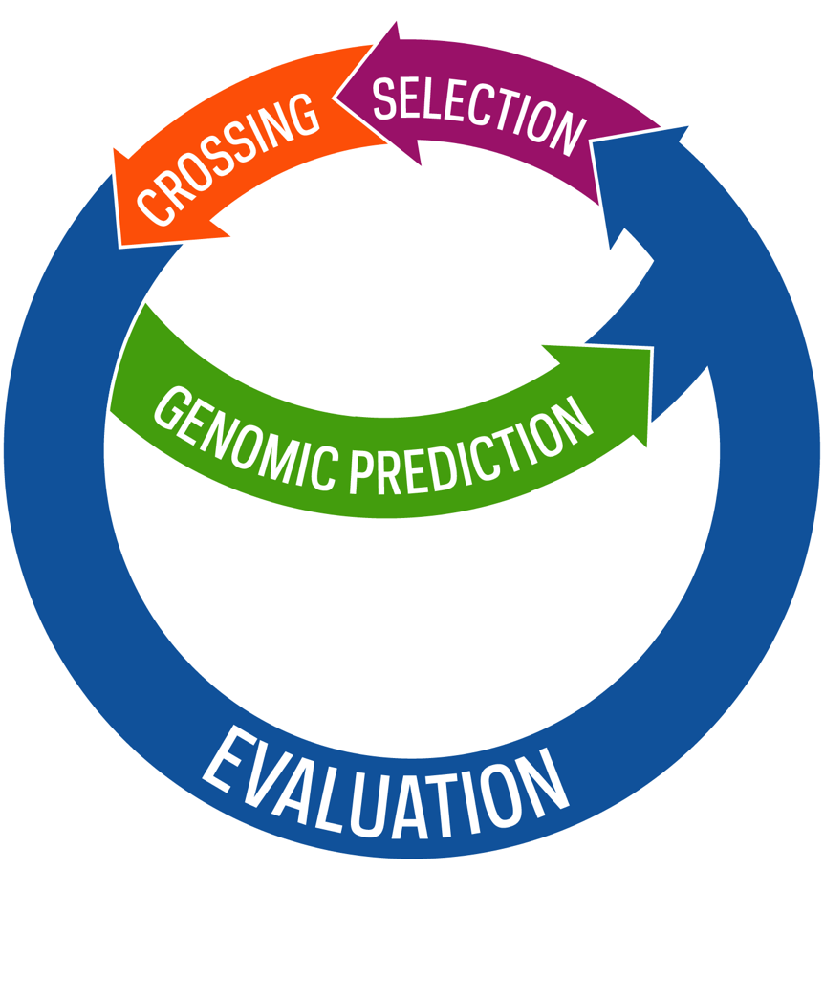 SELECTION
CROSSING
GENOMIC PREDICTION
EVALUATION